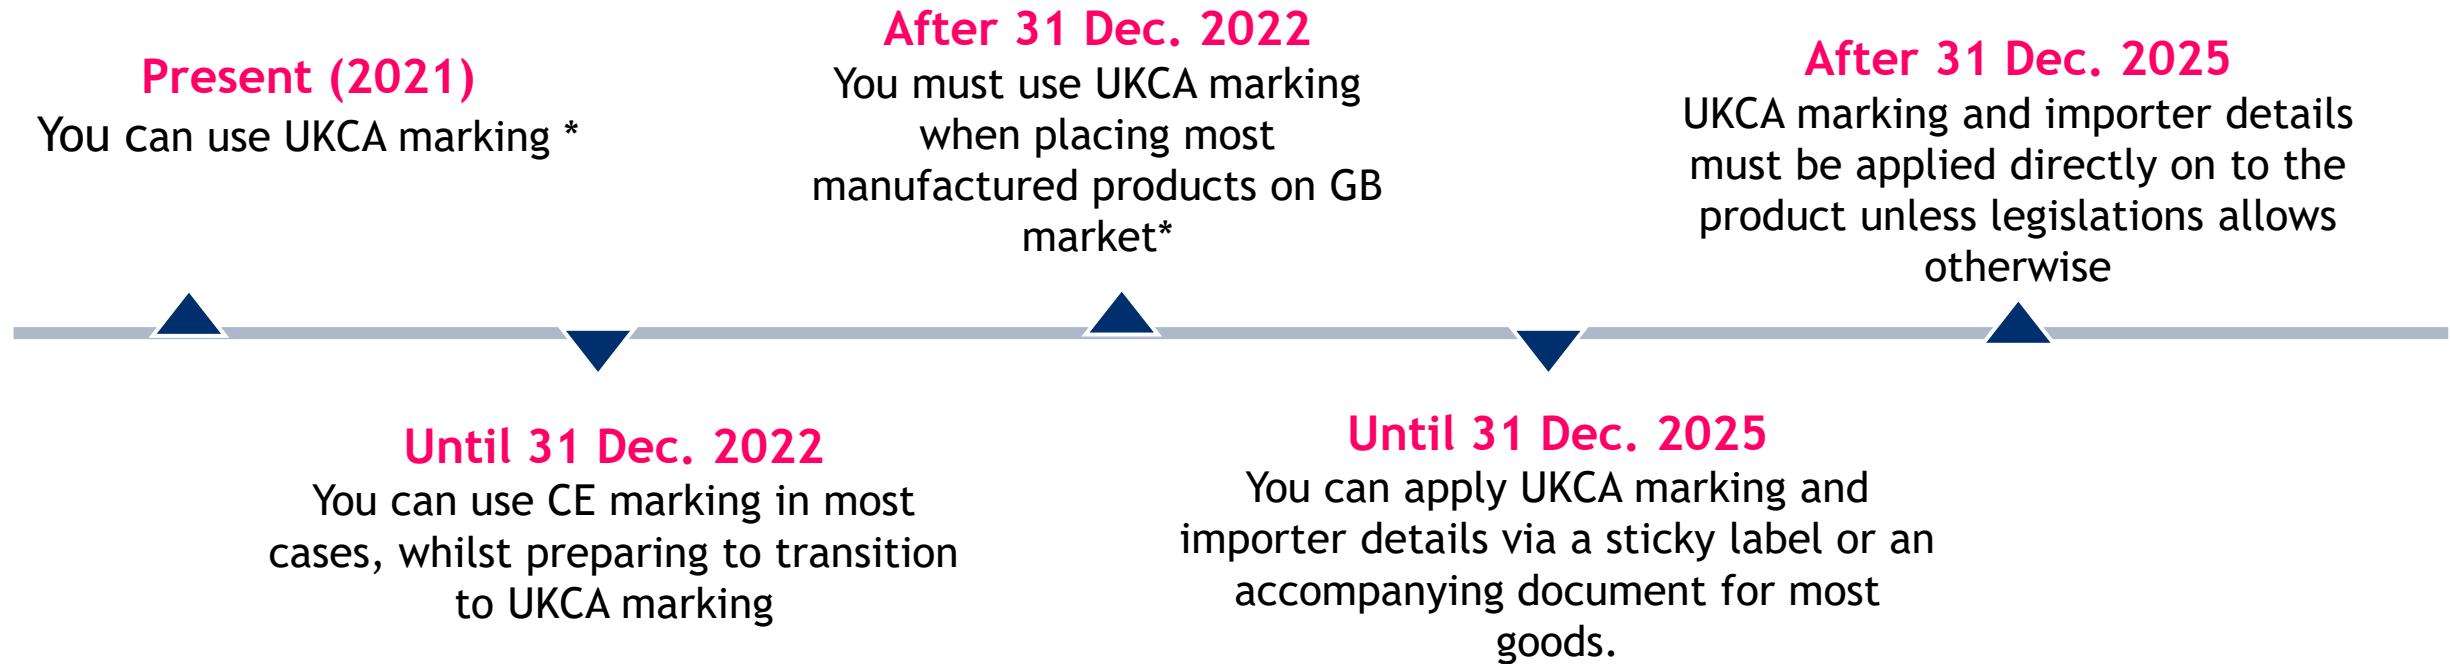 Present (2021)
You can use UKCA marking *
Until 31 Dec. 2022
You can use CE marking in most
cases, whilst preparing to transition
to UKCA marking
After 31 Dec. 2022
You must use UKCA marking
when placing most
manufactured products on GB
market*
Until 31 Dec. 2025
You can apply UKCA marking and
importer details via a sticky label or an
accompanying document for most
goods.
After 31 Dec. 2025
UKCA marking and importer details
must be applied directly on to the
product unless legislations allows
otherwise